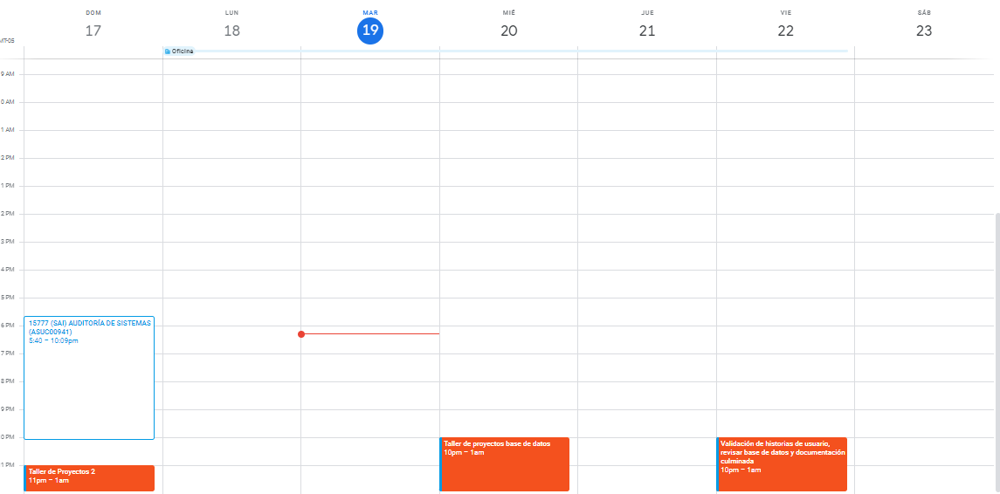 DOM LUN MAR MIÉ JUE VIE SÁB
17 18 19 20 21 22 23
MT-05
Oficina
9 AM
0 AM
1 AM
2 PM
1 PM
2 PM
3 PM
4 PM
5 PM
15777 (SAI) AUDITORÍA DE SISTEMAS
(ASUC00941)
5:40 – 10:09pm
6 PM
7 PM
8 PM
9 PM
0 PM
Taller de proyectos base de datos
10pm – 1am
Validación de historias de usuario,
revisar base de datos y documentación
culminada
10pm – 1am
1 PM
Taller de Proyectos 2
11pm – 1am